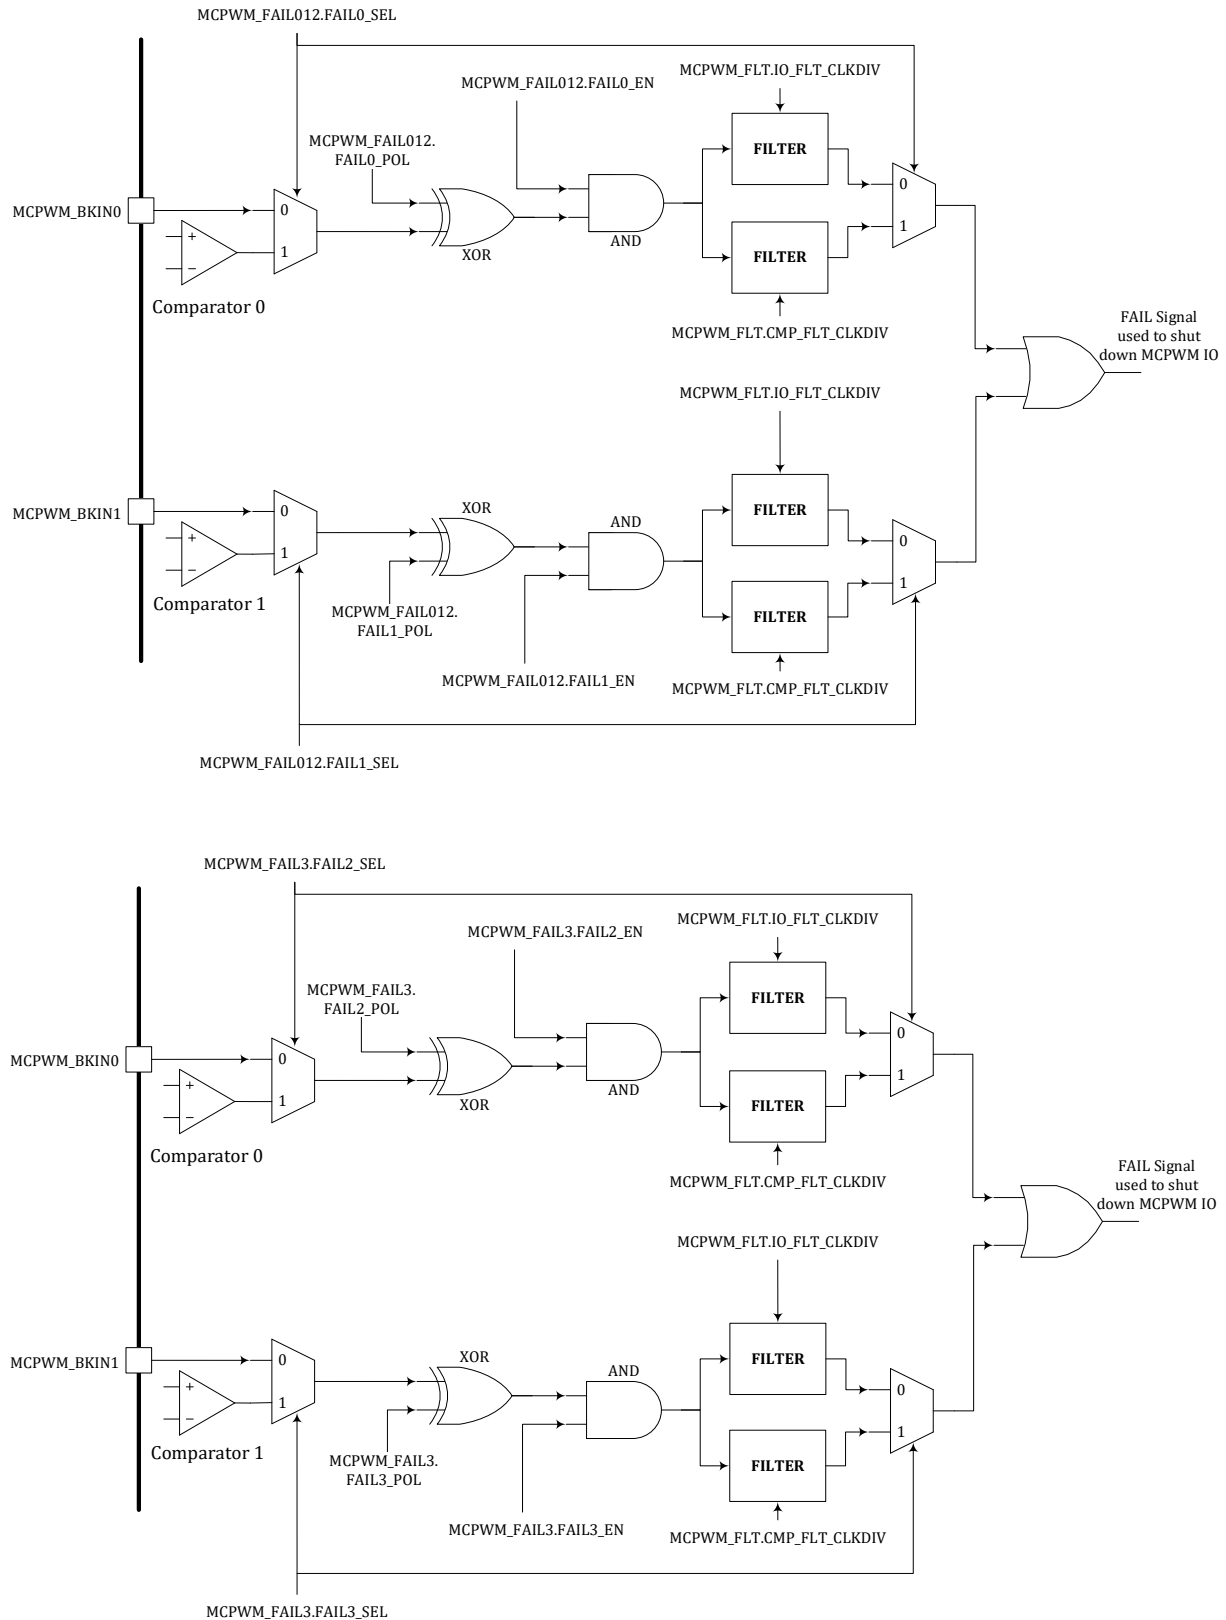 MCPWM_FAIL012.FAIL0_SEL
MCPWM_FLT.IO_FLT_CLKDIV
MCPWM_FAIL012.FAIL0_EN
MCPWM_FAIL012.
FAIL0_POL
FILTER
0
MCPWM_BKIN0
0
+
1
−
XOR
AND
1
FILTER
Comparator 0
MCPWM_FLT.CMP_FLT_CLKDIV
FAIL Signal
used to shut
down MCPWM IO
MCPWM_FLT.IO_FLT_CLKDIV
MCPWM_BKIN1
0
+
1
−
XOR
AND
FILTER
0
1
Comparator 1
MCPWM_FAIL012.
FAIL1_POL
FILTER
MCPWM_FAIL012.FAIL1_EN
MCPWM_FLT.CMP_FLT_CLKDIV
MCPWM_FAIL012.FAIL1_SEL
MCPWM_FAIL3.FAIL2_SEL
MCPWM_FLT.IO_FLT_CLKDIV
MCPWM_FAIL3.FAIL2_EN
MCPWM_FAIL3.
FAIL2_POL
FILTER
0
MCPWM_BKIN0
0
+
1
−
XOR
AND
1
FILTER
Comparator 0
MCPWM_FLT.CMP_FLT_CLKDIV
FAIL Signal
used to shut
down MCPWM IO
MCPWM_FLT.IO_FLT_CLKDIV
MCPWM_BKIN1
0
+
1
−
XOR
AND
FILTER
0
1
Comparator 1
MCPWM_FAIL3.
FAIL3_POL
FILTER
MCPWM_FAIL3.FAIL3_EN
MCPWM_FLT.CMP_FLT_CLKDIV
MCPWM_FAIL3.FAIL3_SEL